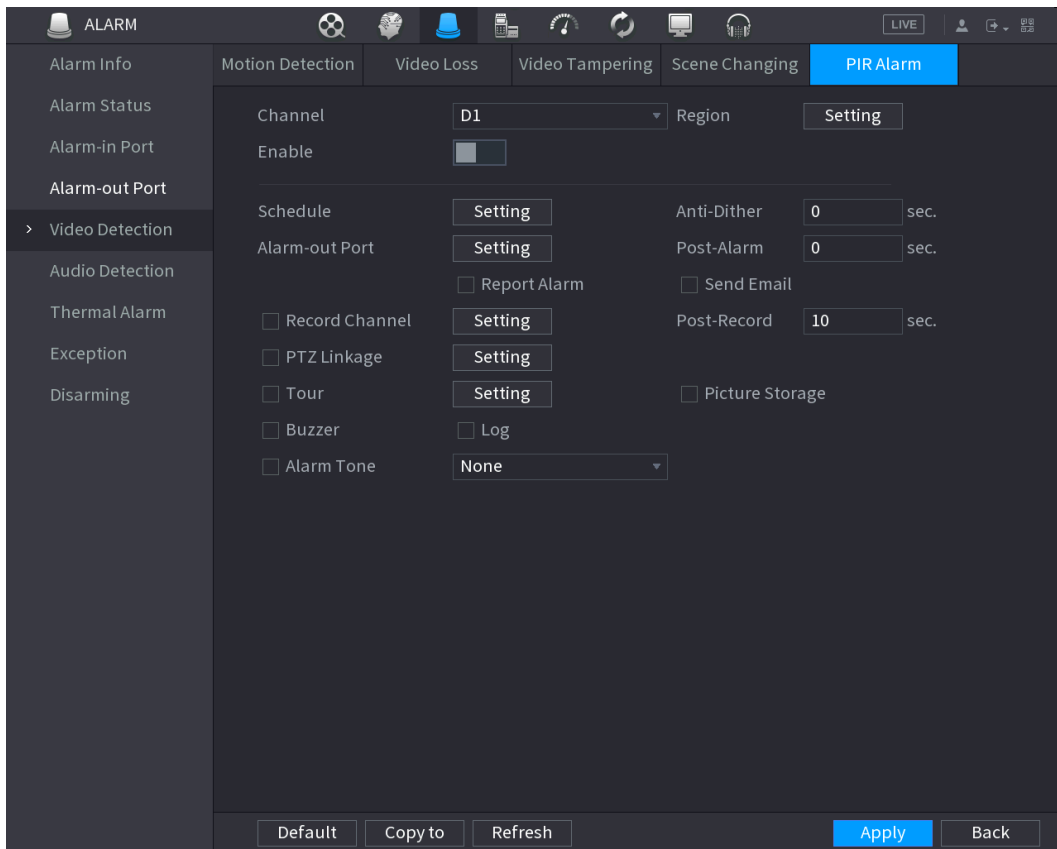 ALARM
LIVE
Alarm Info
Alarm Status
Alarm-in Port
Alarm-out Port
Video Detection
Audio Detection
Thermal Alarm
Exception
Disarming
Motion Detection Video Loss Video Tampering Scene Changing PIR Alarm
Channel D1 Region Setting
Enable
Schedule Setting Anti-Dither 0 sec.
Alarm-out Port Setting Post-Alarm 0 sec.
Report Alarm Send Email
Record Channel Setting Post-Record 10 sec.
PTZ Linkage Setting
Tour Setting Picture Storage
Buzzer Log
Alarm Tone None
Default Copy to Refresh Apply Back